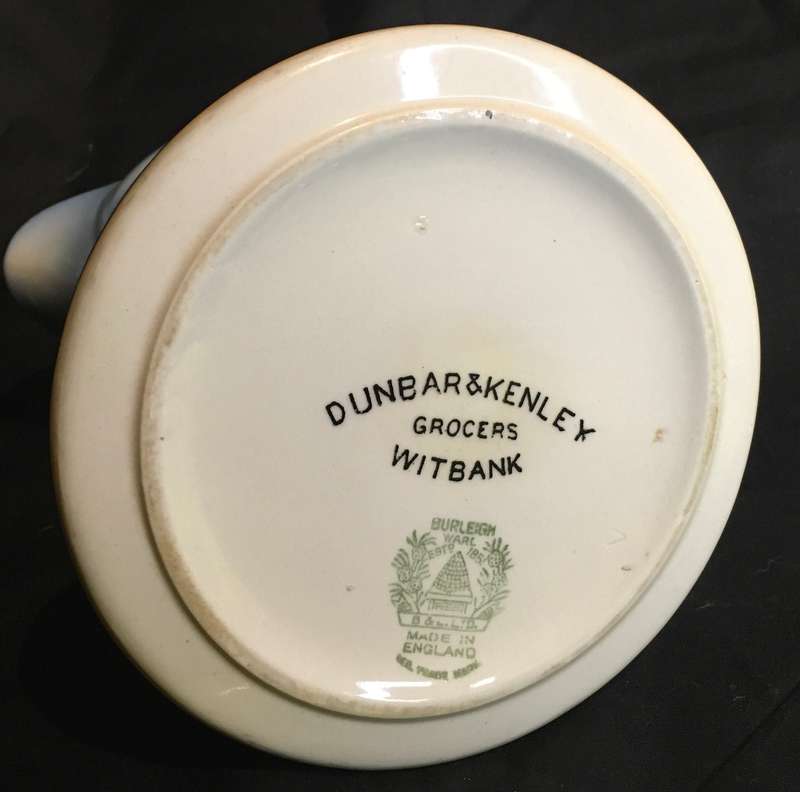 DUNBAR & KENLEY
GROCERS
WITBANK
BURLEIGH
WARE
ESTD 1851
B & L. LTD.
MADE IN
ENGLAND
REG. TRADE MARK.